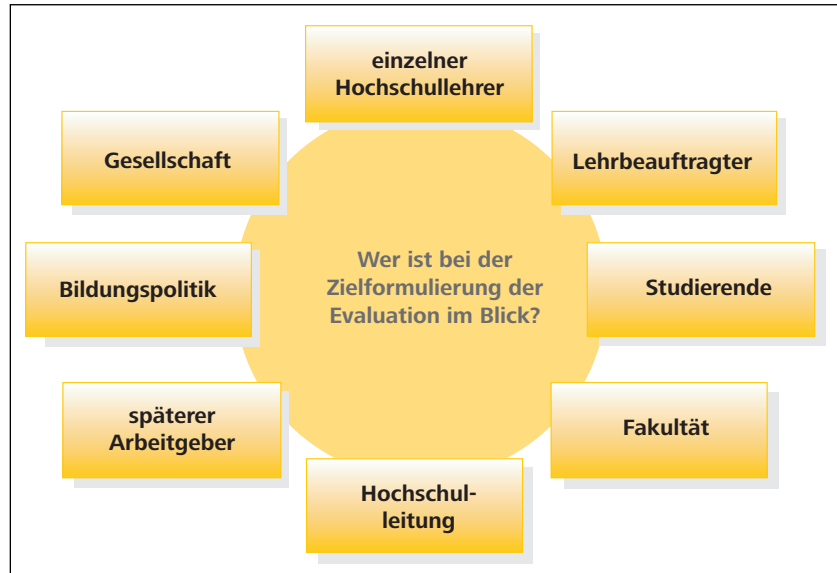 einzelner
Hochschullehrer
Lehrbeauftragter
Studierende
Fakultät
Hochschul-
leitung
späterer
Arbeitgeber
Bildungspolitik
Gesellschaft
Wer ist bei der
Zielformulierung der
Evaluation im Blick?